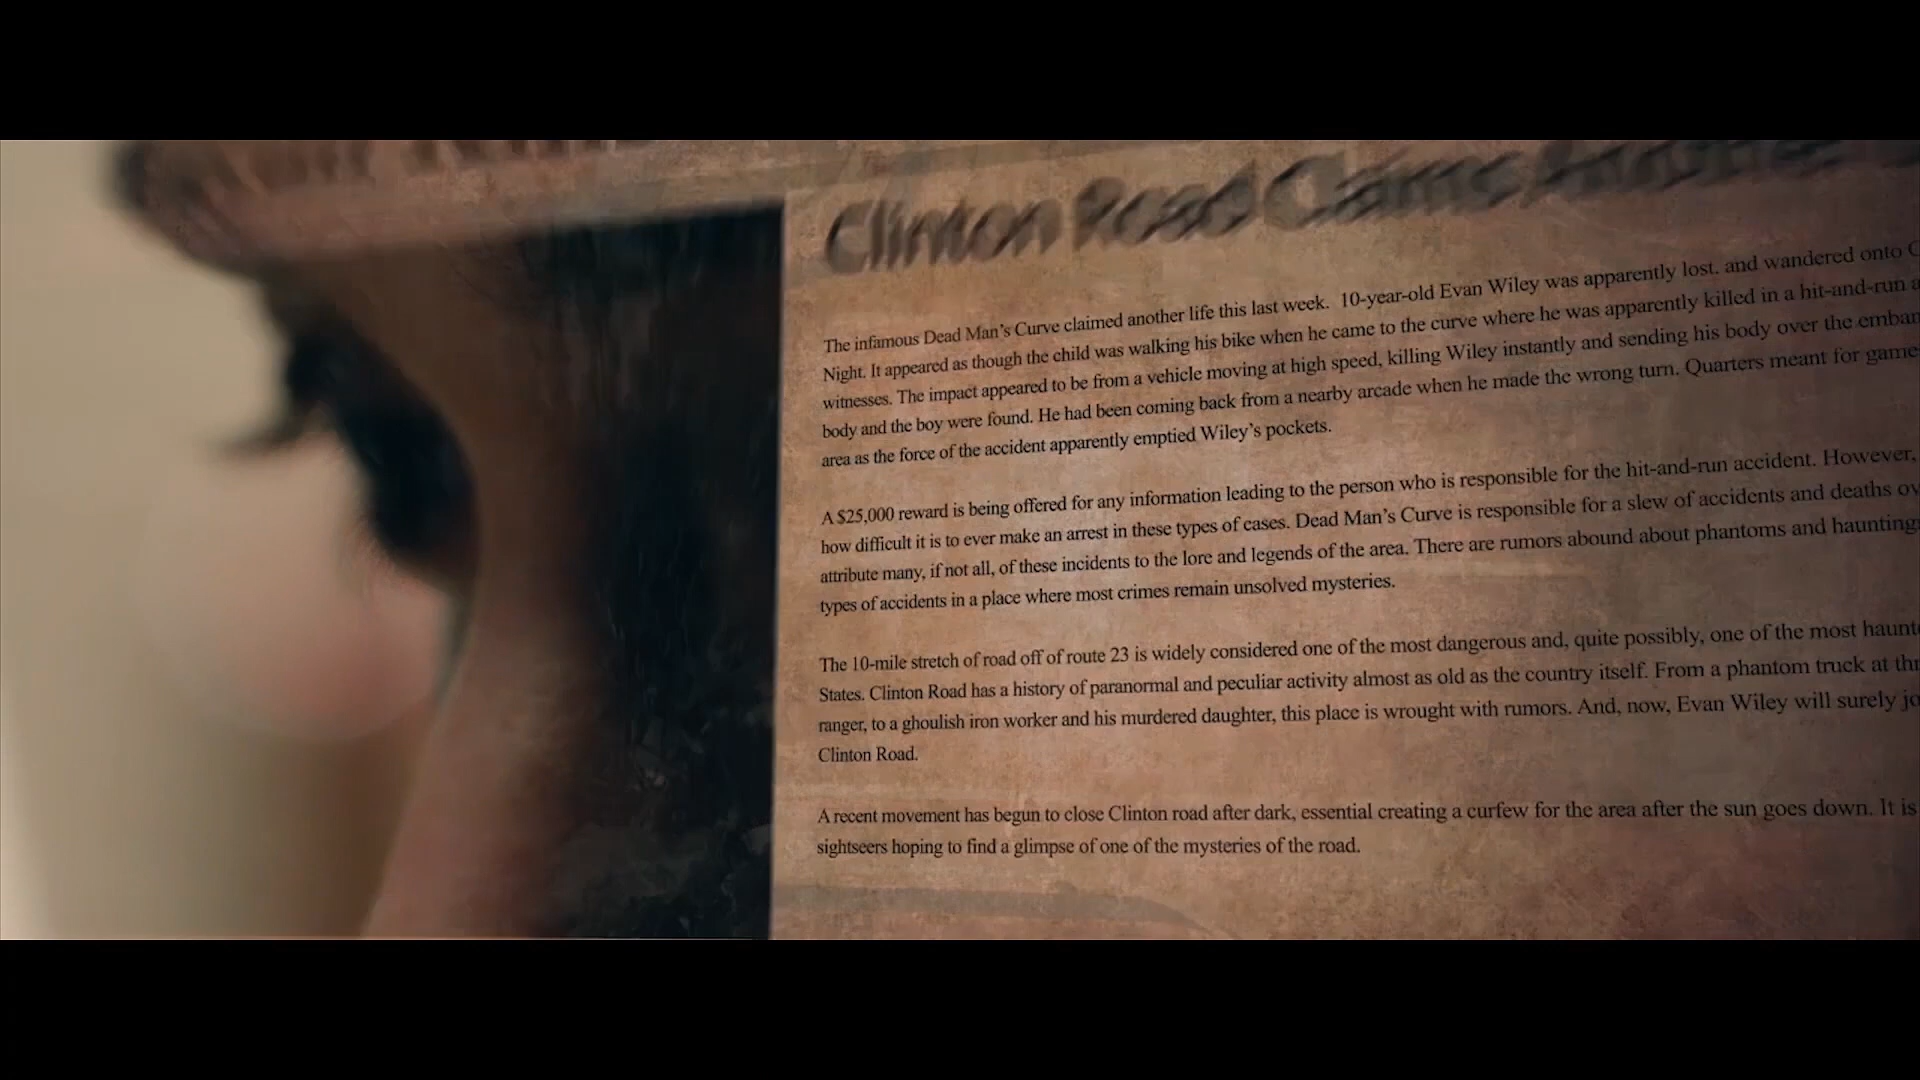 Clinton Road Claims Another
The infamous Dead Man's Curve claimed another life this last week. 10-year-old Evan Wiley was apparently lost. and wandered onto C
Night. It appeared as though the child was walking his bike when he came to the curve where he was apparently killed in a hit-and-run a
witnesses. The impact appeared to be from a vehicle moving at high speed, killing Wiley instantly and sending his body over the emban
body and the boy were found. He had been coming back from a nearby arcade when he made the wrong turn. Quarters meant for game
area as the force of the accident apparently emptied Wiley's pockets.
A $25,000 reward is being offered for any information leading to the person who is responsible for the hit-and-run accident. However,
how difficult it is to ever make an arrest in these types of cases. Dead Man's Curve is responsible for a slew of accidents and deaths ov
attribute many, if not all, of these incidents to the lore and legends of the area. There are rumors abound about phantoms and haunting
types of accidents in a place where most crimes remain unsolved mysteries.
The 10-mile stretch of road off of route 23 is widely considered one of the most dangerous and, quite possibly, one of the most haunte
States. Clinton Road has a history of paranormal and peculiar activity almost as old as the country itself. From a phantom truck at thr
ranger, to a ghoulish iron worker and his murdered daughter, this place is wrought with rumors. And, now, Evan Wiley will surely jo
Clinton Road.
A recent movement has begun to close Clinton road after dark, essential creating a curfew for the area after the sun goes down. It is
sightseers hoping to find a glimpse of one of the mysteries of the road.